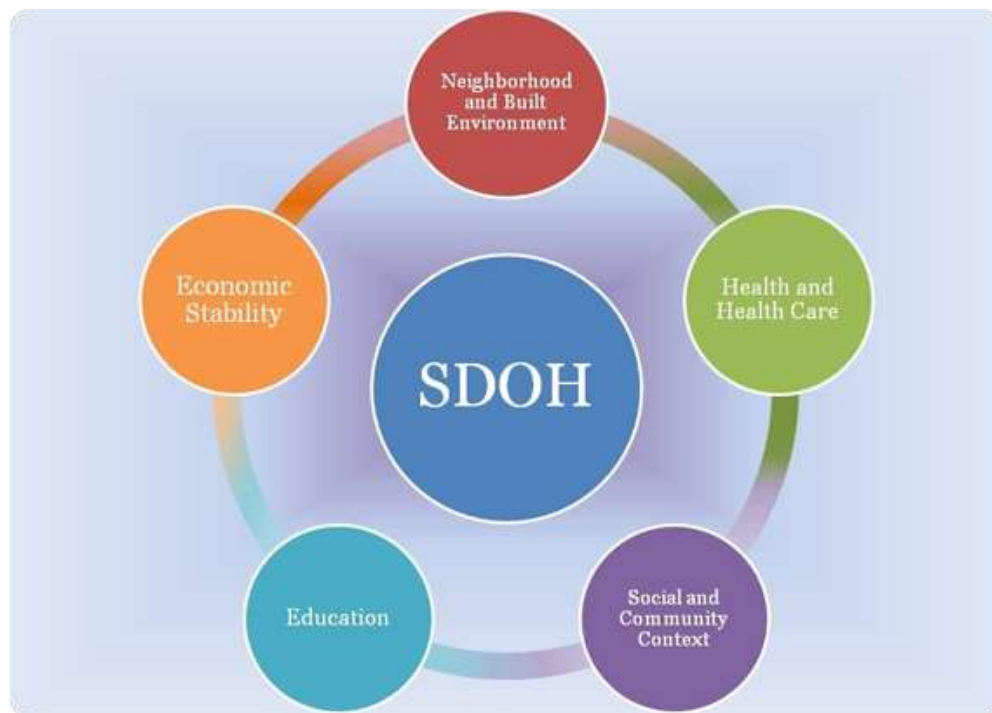 Neighborhood
and Built
Environment
Economic
Stability
Health and
Health Care
SDOH
Education
Social and
Community
Context